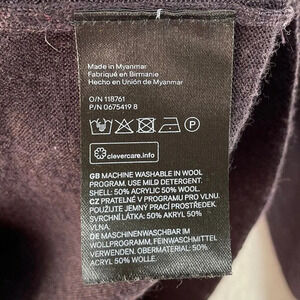 Made in Myanmar
Fabriqué en Birmanie
Hecho en Unión de Myanmar
O/N 118761
P/N 0675419 8
clevercare.info
GB MACHINE WASHABLE IN WOOL
PROGRAM. USE MILD DETERGENT.
SHELL: 50% ACRYLIC 50% WOOL
CZ PRATELNÉ V PROGRAMU PRO VLNU.
POUŽIJTE JEMNÝ PRACÍ PROSTŘEDEK.
SVRCHNÍ LÁTKA: 50% AKRYL 50%
VLNA
DE MASCHINENWASCHBAR IM
WOLLPROGRAMM. FEINWASCHMITTEL
VERWENDEN. OBERMATERIAL: 50%
ACRYL 50% WOLLE